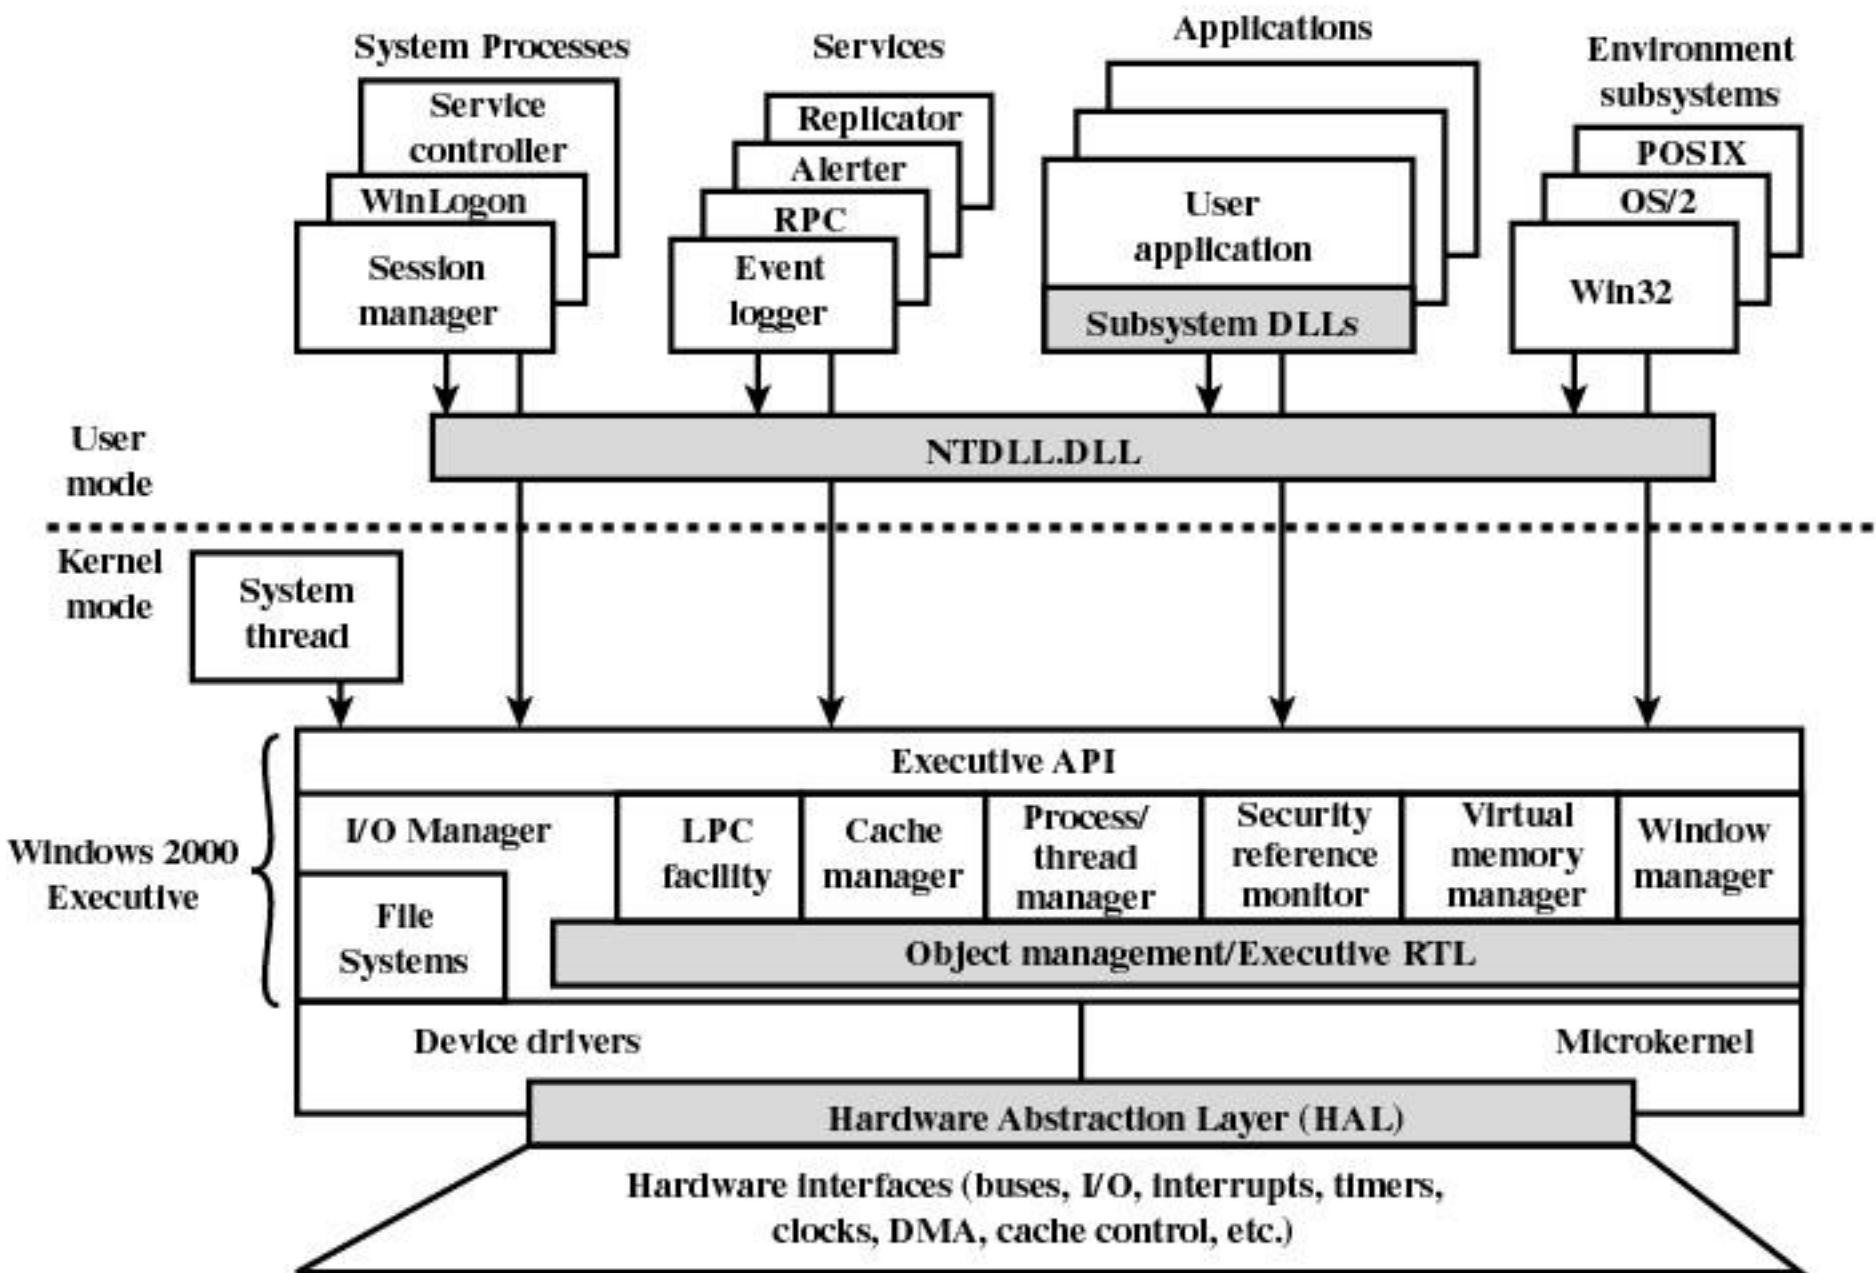 System Processes
Service
controller
WinLogon
Session
manager
Services
Replicator
Alerter
RPC
Event
logger
Applications
User
application
Subsystem DLLs
Environment
subsystems
POSIX
OS/2
Win32
User
mode
NTDLL.DLL
Kernel
mode
System
thread
Windows 2000
Executive
Executive API
I/O Manager
File
Systems
LPC
facility
Cache
manager
Process/
thread
manager
Security
reference
monitor
Virtual
memory
manager
Window
manager
Object management/Executive RTL
Device drivers
Microkernel
Hardware Abstraction Layer (HAL)
Hardware interfaces (buses, I/O, interrupts, timers,
clocks, DMA, cache control, etc.)